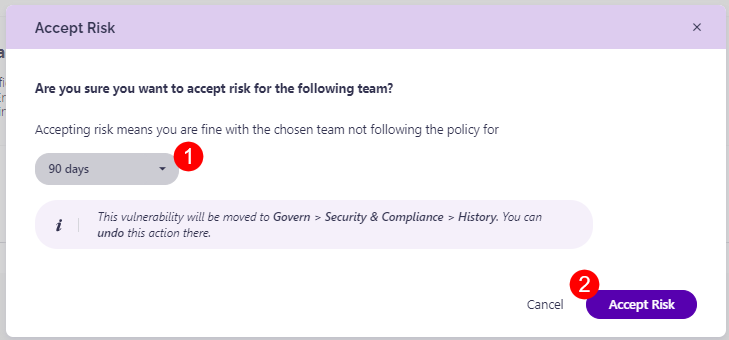 Accept Risk
×
Are you sure you want to accept risk for the following team?
Accepting risk means you are fine with the chosen team not following the policy for
90 days
1
i
This vulnerability will be moved to Govern > Security & Compliance > History. You can
undo this action there.
2
Cancel
Accept Risk